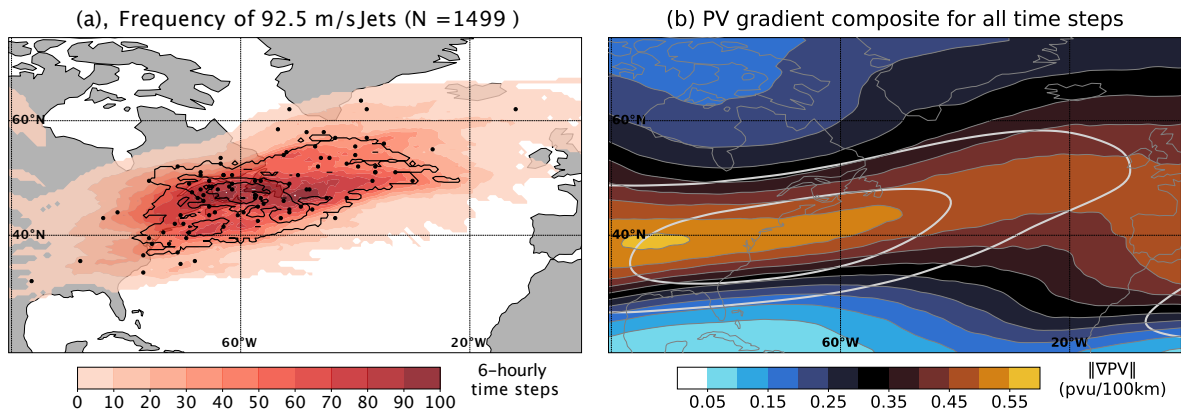 (a), Frequency of 92.5 m/s Jets (N =1499 )
60°N
40°N
60°W
20°W
0 10 20 30 40 50 60 70 80 90 100
6-hourly
time steps
(b) PV gradient composite for all time steps
60°N
40°N
60°W
20°W
0.05 0.15 0.25 0.35 0.45 0.55
‖∇PV‖
(pvu/100km)